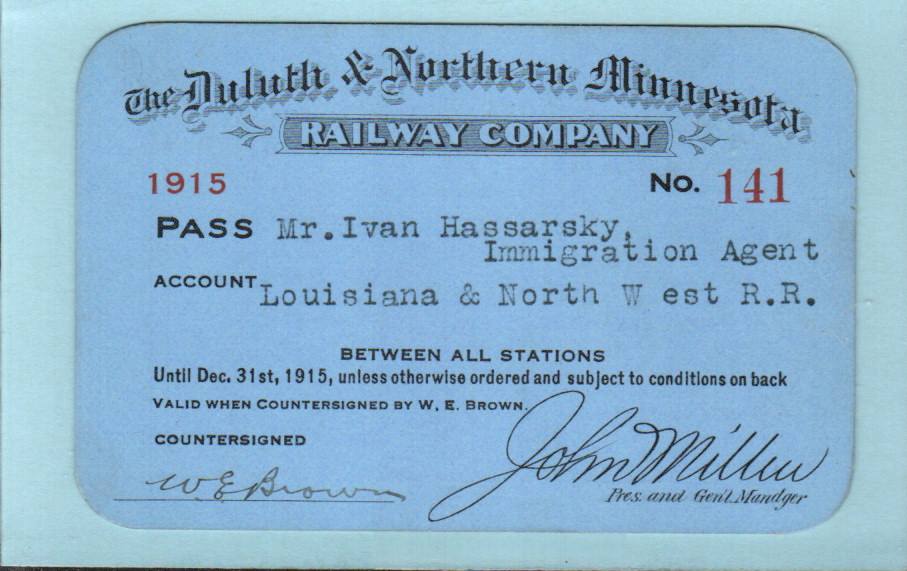 The Duluth & Northern Minnesota
RAILWAY COMPANY
1915 No. 141
PASS Mr. Ivan Hassarsky,
Immigration Agent
ACCOUNT Louisiana & North W est R.R.
BETWEEN ALL STATIONS
Until Dec. 31st, 1915, unless otherwise ordered and subject to conditions on back
VALID WHEN COUNTERSIGNED BY W. E. BROWN.
COUNTERSIGNED
W E Brown
John Millen
Pres. and Gen'l. Manager